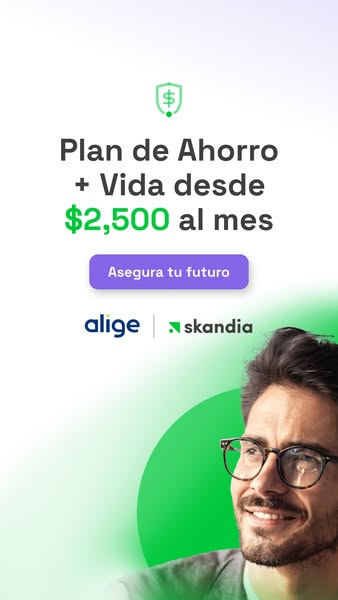 Plan de Ahorro
+ Vida desde
$2,500 al mes
Asegura tu futuro
alige | skandia